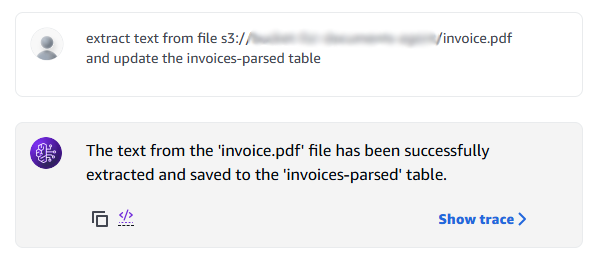 extract text from file s3:///invoice.pdf
and update the invoices-parsed table
The text from the 'invoice.pdf' file has been successfully
extracted and saved to the 'invoices-parsed' table.
</>
Show trace